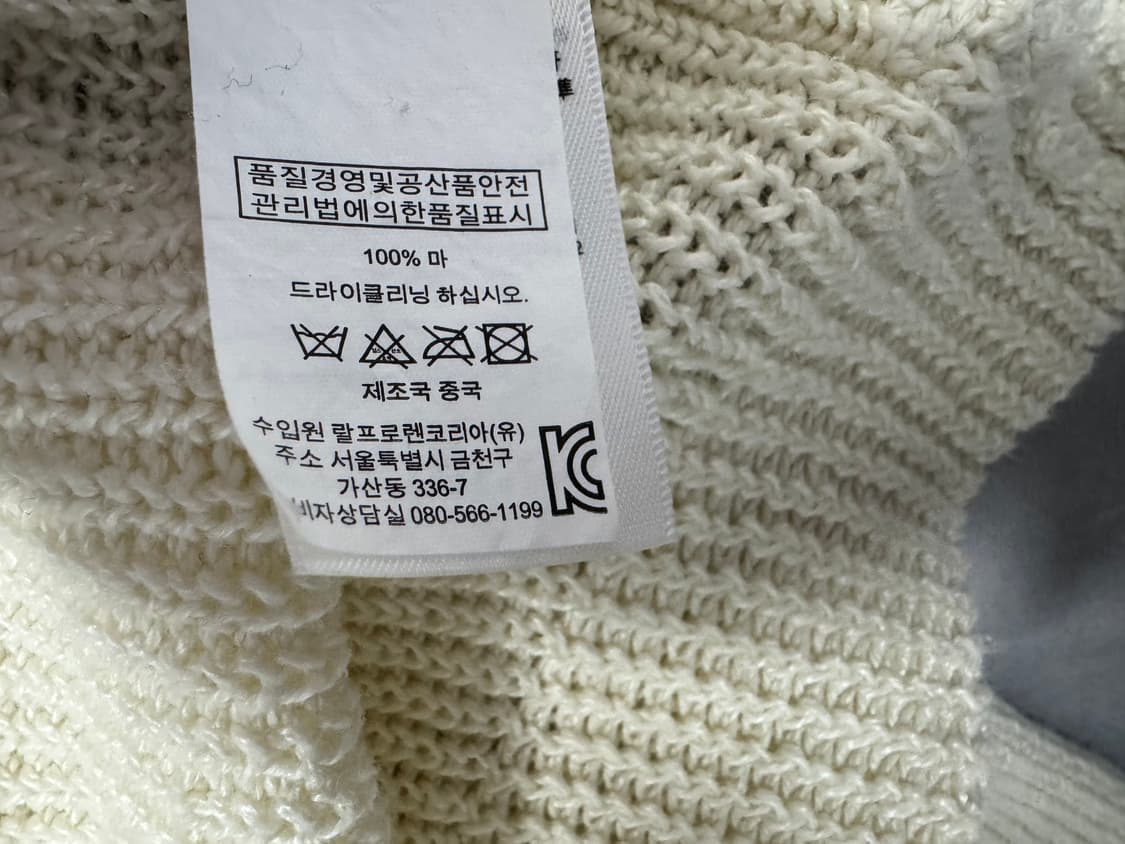 품질경영및공산품안전
관리법에의한품질표시
100% 마
드라이클리닝 하십시오.
제조국 중국
수입원 랄프로렌코리아(유)
주소 서울특별시 금천구
가산동 336-7
비자상담실 080-566-1199